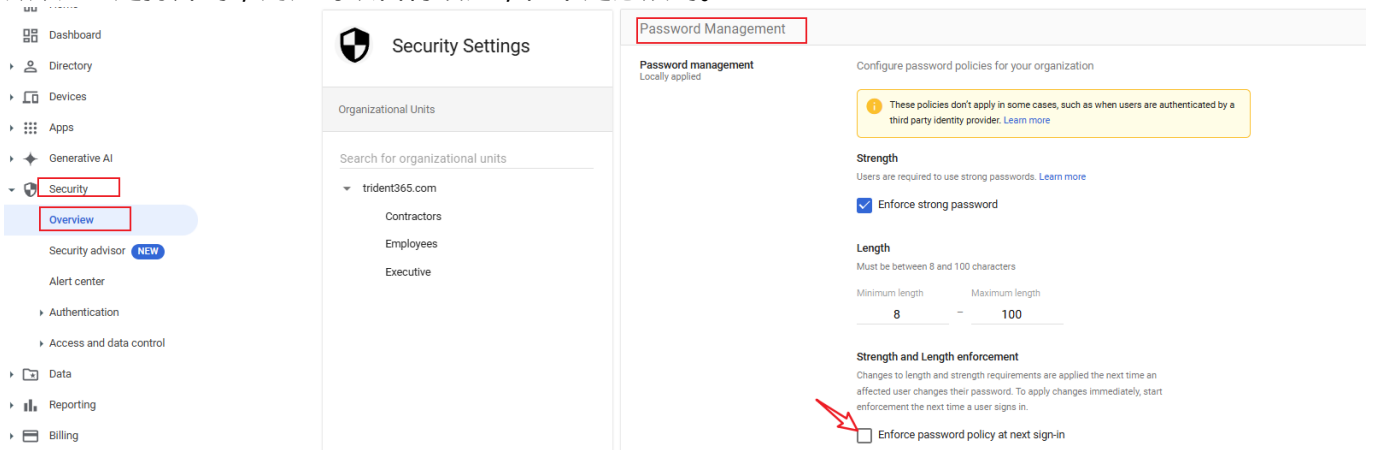 Dashboard
Directory
Devices
Apps
Generative AI
Security
Overview
Security advisor NEW
Alert center
Authentication
Access and data control
Data
Reporting
Billing
Security Settings
Organizational Units
Search for organizational units
trident365.com
Contractors
Employees
Executive
Password Management
Password management
Locally applied
Configure password policies for your organization
These policies don't apply in some cases, such as when users are authenticated by a
third party identity provider. Learn more
Strength
Users are required to use strong passwords. Learn more
Enforce strong password
Length
Must be between 8 and 100 characters
Minimum length Maximum length
8 – 100
Strength and Length enforcement
Changes to length and strength requirements are applied the next time an
affected user changes their password. To apply changes immediately, start
enforcement the next time a user signs in.
Enforce password policy at next sign-in